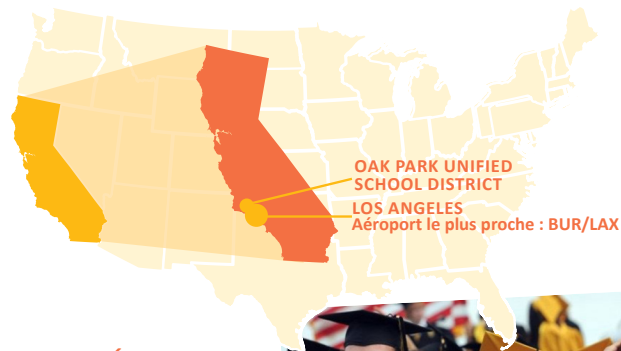 OAK PARK UNIFIED
SCHOOL DISTRICT
LOS ANGELES
Aéroport le plus proche : BUR/LAX